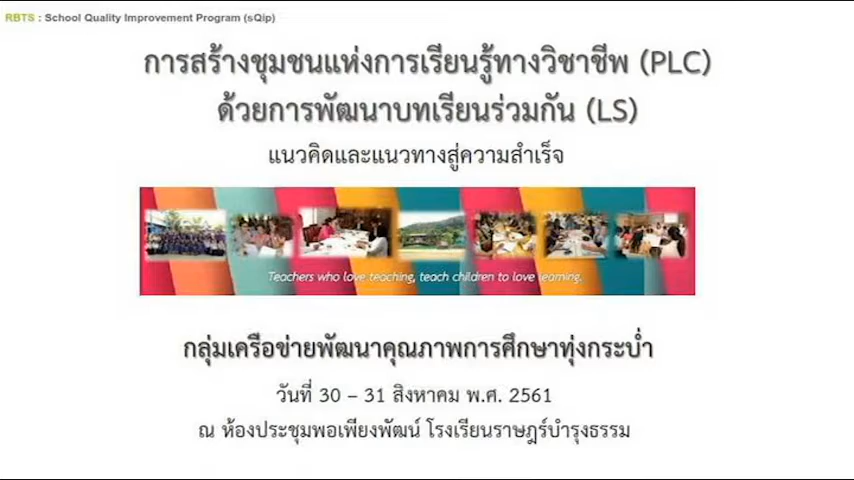 RBTS : School Quality Improvement Program (sQip)
การสร้างชุมชนแห่งการเรียนรู้ทางวิชาชีพ (PLC)
ด้วยการพัฒนาบทเรียนร่วมกัน (LS)
แนวคิดและแนวทางสู่ความสำเร็จ
Teachers who love teaching, teach children to love learning.
กลุ่มเครือข่ายพัฒนาคุณภาพการศึกษาทุ่งกระบ่ำ
วันที่ 30 – 31 สิงหาคม พ.ศ. 2561
ณ ห้องประชุมพอเพียงพัฒน์ โรงเรียนราษฎร์บำรุงธรรม